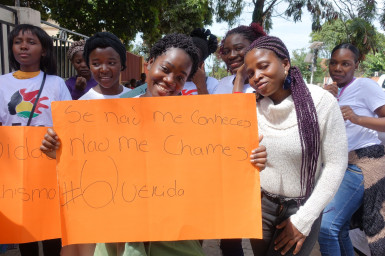 Se não me conheces
Não me chames
#Querida
chismo